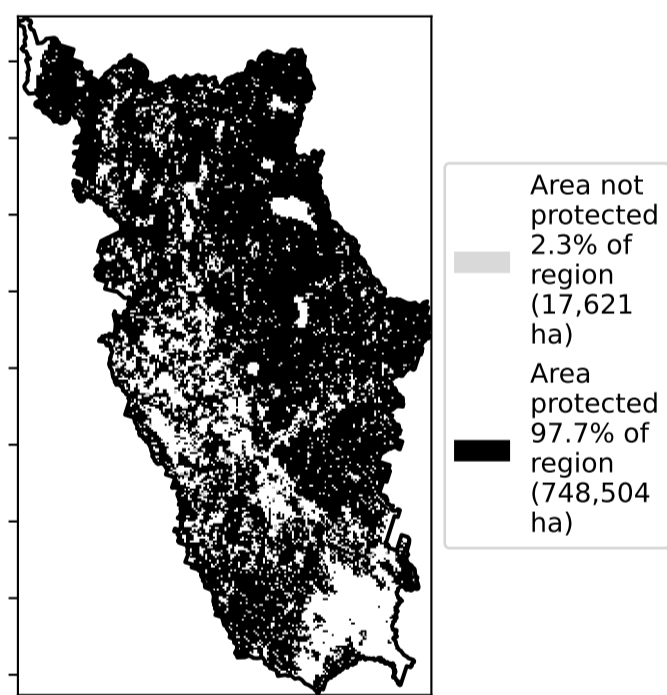 Area not
protected
2.3% of
region
(17,621
ha)
Area
protected
97.7% of
region
(748,504
ha)